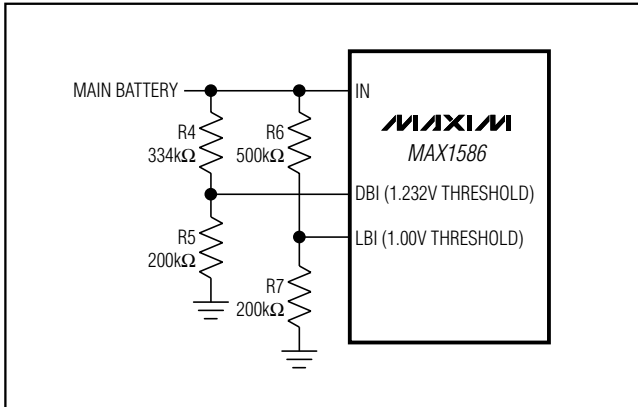 MAIN BATTERY
IN
R4
334kΩ
R6
500kΩ
MAXIM
MAX1586
DBI (1.232V THRESHOLD)
R5
200kΩ
LBI (1.00V THRESHOLD)
R7
200kΩ